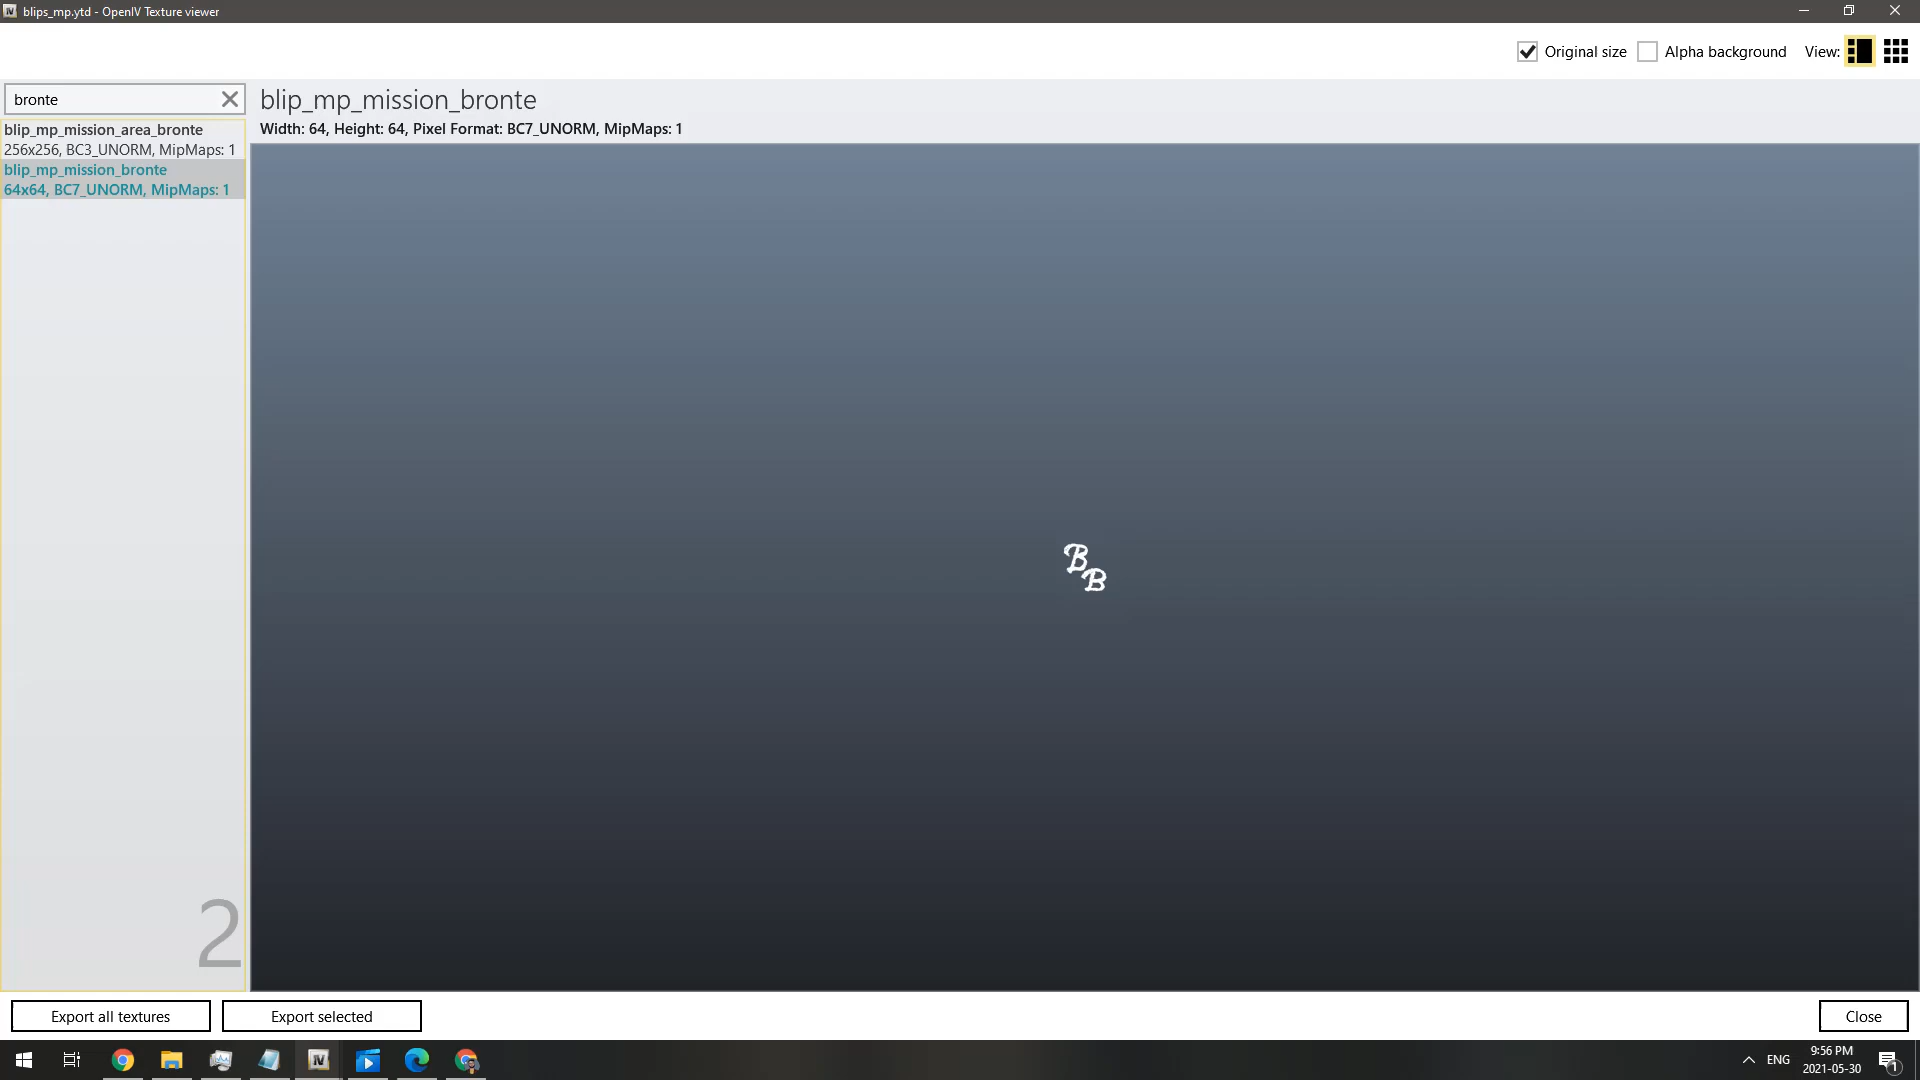 blips_mp.ytd - OpenIV Texture viewer
Original size
Alpha background
View:
bronte
blip_mp_mission_bronte
Width: 64, Height: 64, Pixel Format: BC7_UNORM, MipMaps: 1
blip_mp_mission_area_bronte
256x256, BC3_UNORM, MipMaps: 1
blip_mp_mission_bronte
64x64, BC7_UNORM, MipMaps: 1
B
B
2
Export all textures
Export selected
Close
IV
ENG
9:56 PM
2021-05-30
1